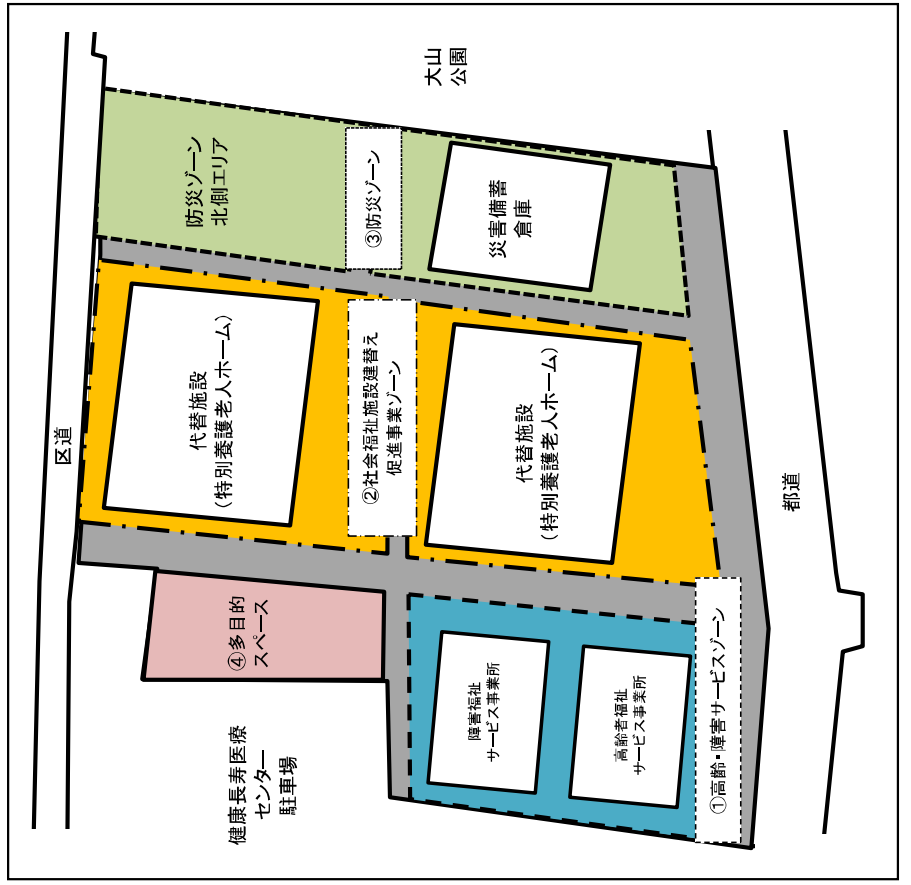 大山
公園
防災ゾーン
北側エリア
③防災ゾーン
災害備蓄
倉庫
区道
代替施設
(特別養護老人ホーム)
②社会福祉施設建替え
促進事業ゾーン
代替施設
(特別養護老人ホーム)
都道
④多目的
スペース
障害福祉
サービス事業所
高齢者福祉
サービス事業所
①高齢・障害サービスゾーン
健康長寿医療
センター
駐車場